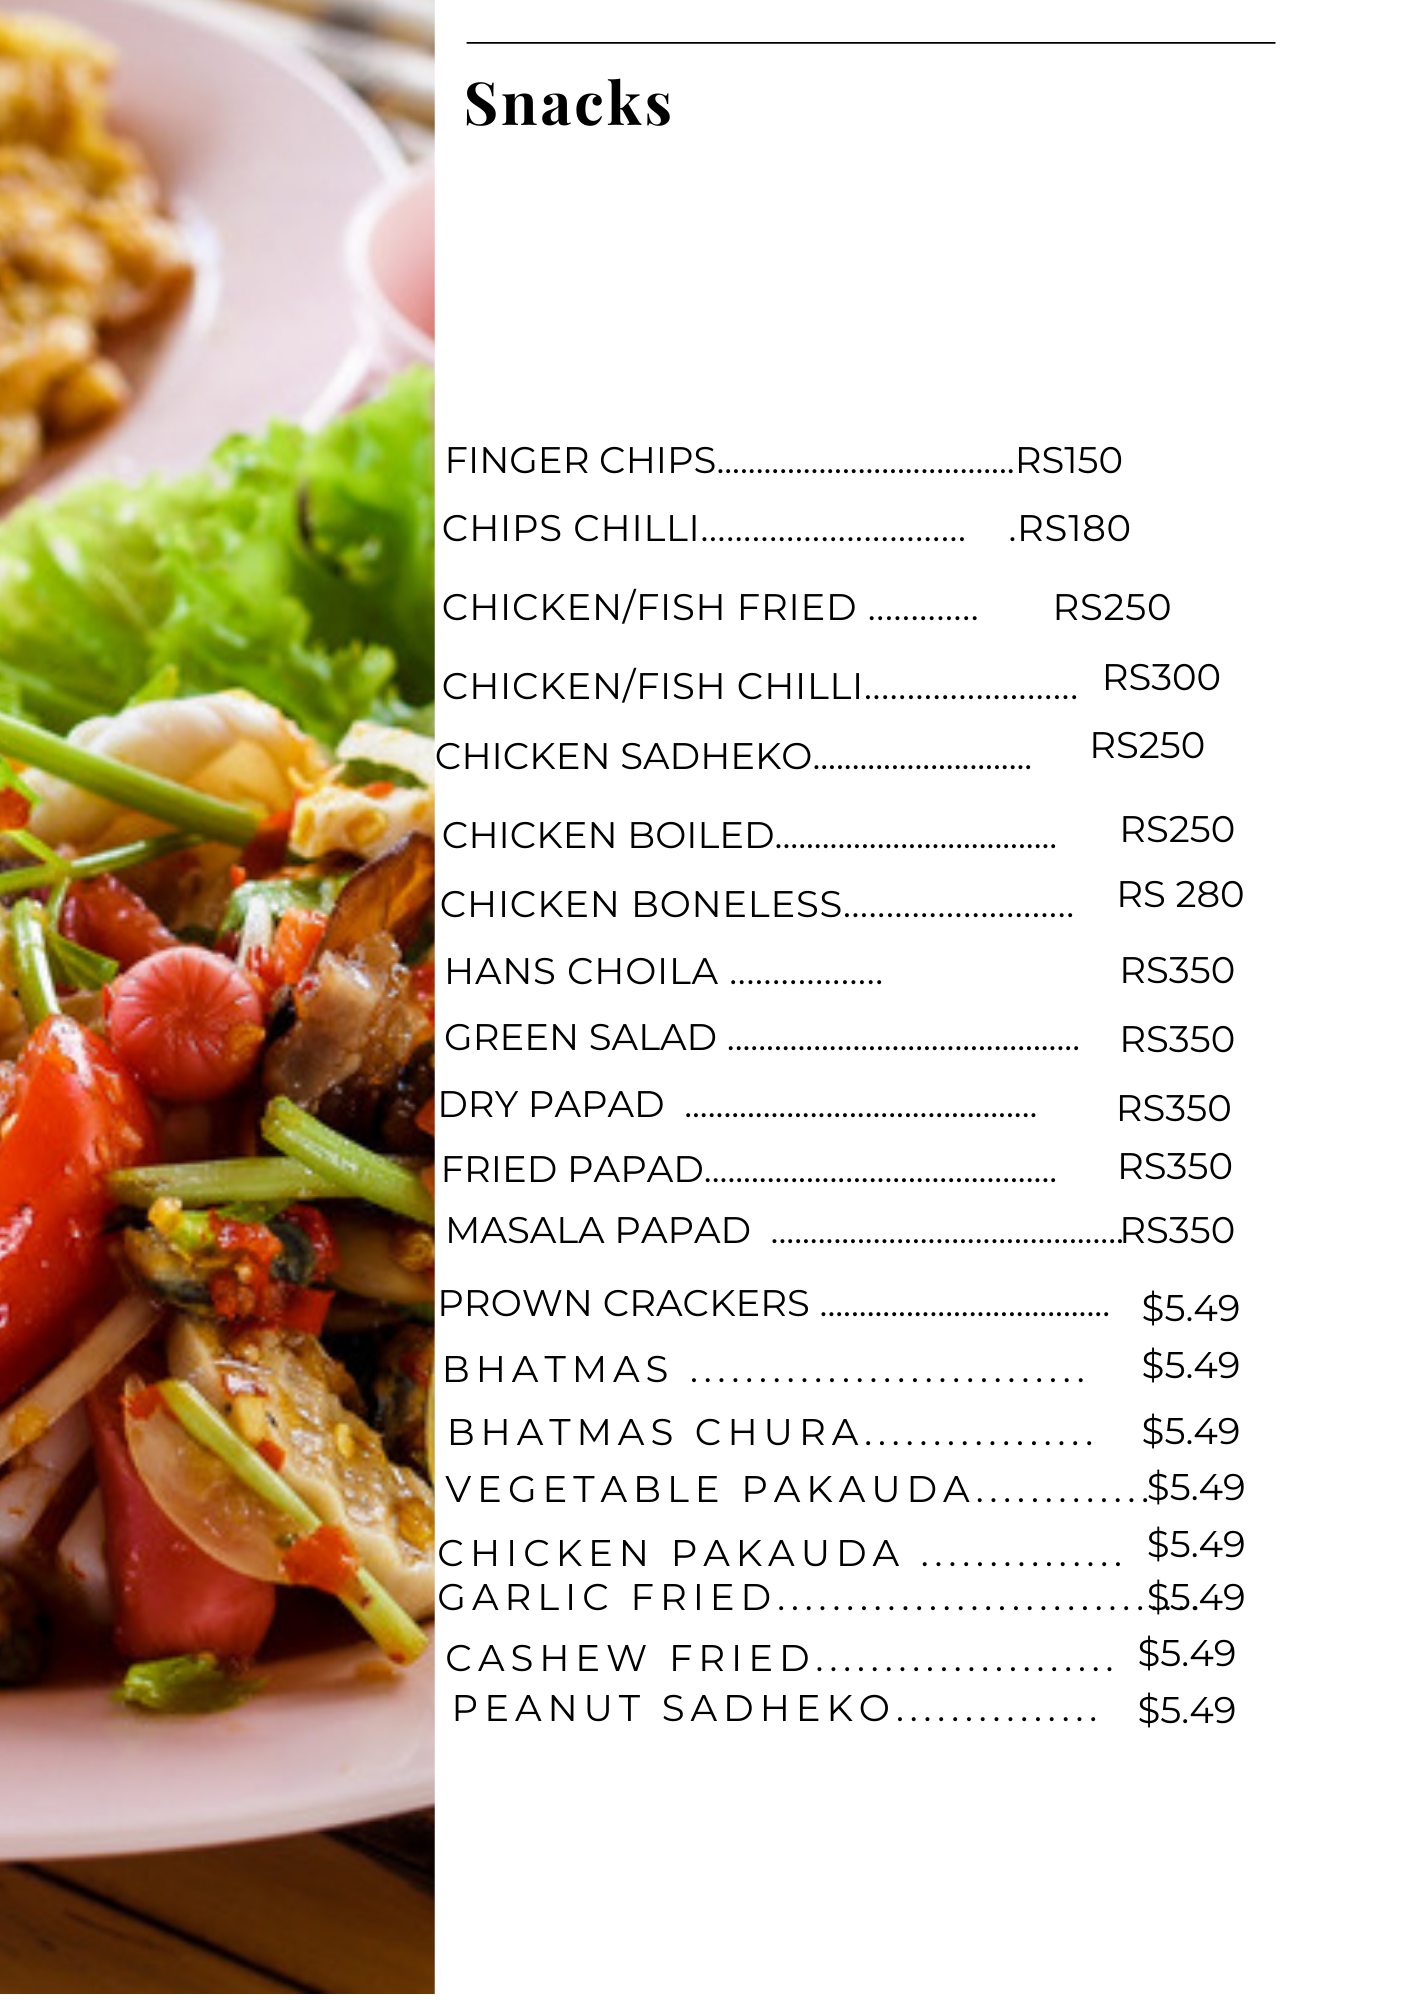 Snacks
FINGER CHIPS...................................RS150
CHIPS CHILLI............................... .RS180
CHICKEN/FISH FRIED ............. RS250
CHICKEN/FISH CHILLI......................... RS300
CHICKEN SADHEKO.......................... RS250
CHICKEN BOILED................................. RS250
CHICKEN BONELESS........................... RS 280
HANS CHOILA .................. RS350
GREEN SALAD ......................................... RS350
DRY PAPAD ......................................... RS350
FRIED PAPAD......................................... RS350
MASALA PAPAD .........................................RS350
PROWN CRACKERS .................................. $5.49
BHATMAS ............................. $5.49
BHATMAS CHURA................. $5.49
VEGETABLE PAKAUDA.............$5.49
CHICKEN PAKAUDA ............... $5.49
GARLIC FRIED...............................$5.49
CASHEW FRIED...................... $5.49
PEANUT SADHEKO............... $5.49